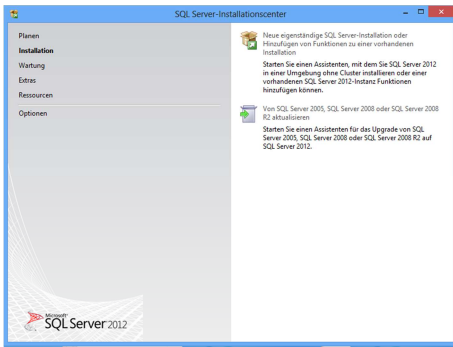 SQL Server-Installationscenter
Planen
Installation
Wartung
Extras
Ressourcen
Optionen
Neue eigenständige SQL Server-Installation oder
Hinzufügen von Funktionen zu einer vorhandenen
Installation
Starten Sie einen Assistenten, mit dem Sie SQL Server 2012
in einer Umgebung ohne Cluster installieren oder einer
vorhandenen SQL Server 2012-Instanz Funktionen
hinzufügen können.
Von SQL Server 2005, SQL Server 2008 oder SQL Server 2008
R2 aktualisieren
Starten Sie einen Assistenten für das Upgrade von SQL
Server 2005, SQL Server 2008 oder SQL Server 2008 R2 auf
SQL Server 2012.
Microsoft
SQL Server 2012